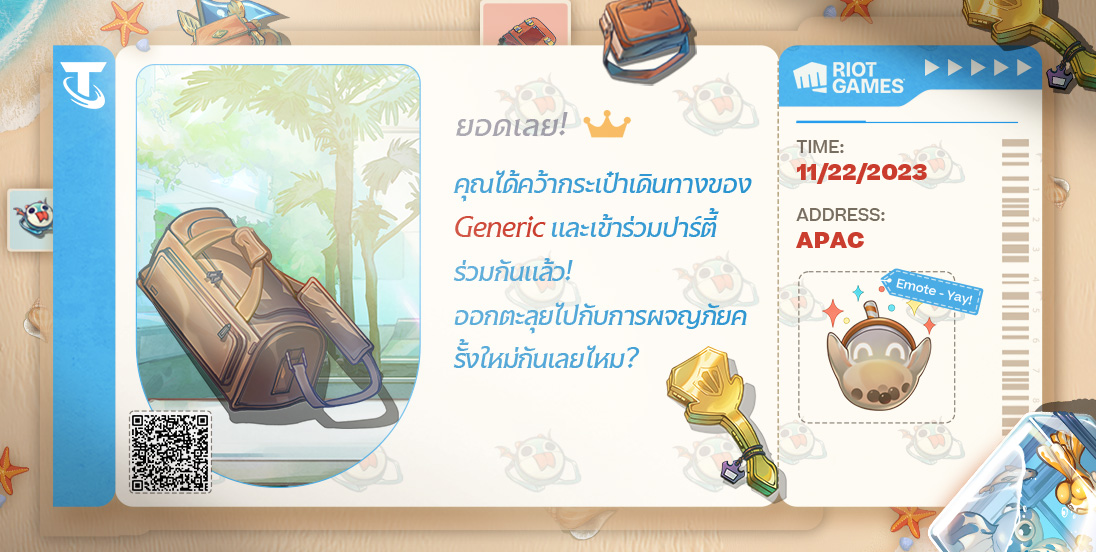 ยอดเลย!
คุณได้คว้ากระเป๋าเดินทางของ
Generic และเข้าร่วมปาร์ตี้
ร่วมกันแล้ว!
ออกตะลุยไปกับการผจญภัยค
รั้งใหม่กันเลยไหม?
RIOT
GAMES
TIME:
11/22/2023
ADDRESS:
APAC
Emote - Yay!